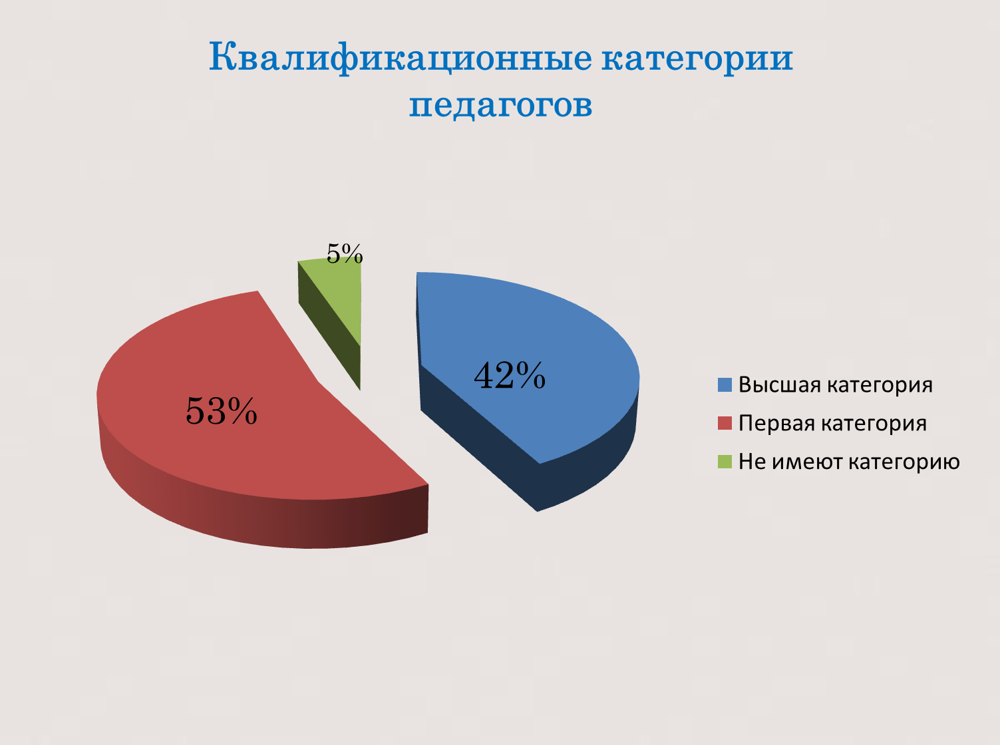 Квалификационные категории
педагогов
5%
42%
53%
Высшая категория
Первая категория
Не имеют категорию